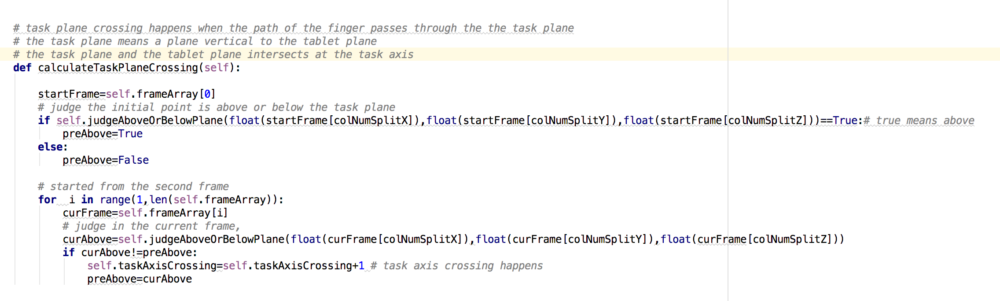 # task plane crossing happens when the path of the finger passes through the the task plane
# the task plane means a plane vertical to the tablet plane
# the task plane and the tablet plane intersects at the task axis
def calculateTaskPlaneCrossing(self):
startFrame=self.frameArray[0]
# judge the initial point is above or below the task plane
if self.judgeAboveOrBelowPlane(float(startFrame[colNumSplitX]),float(startFrame[colNumSplitY]),float(startFrame[colNumSplitZ]))==True:# true means above
preAbove=True
else:
preAbove=False
# started from the second frame
for  i in range(1,len(self.frameArray)):
curFrame=self.frameArray[i]
# judge in the current frame,
curAbove=self.judgeAboveOrBelowPlane(float(curFrame[colNumSplitX]),float(curFrame[colNumSplitY]),float(curFrame[colNumSplitZ]))
if curAbove!=preAbove:
self.taskAxisCrossing=self.taskAxisCrossing+1 # task axis crossing happens
preAbove=curAbove